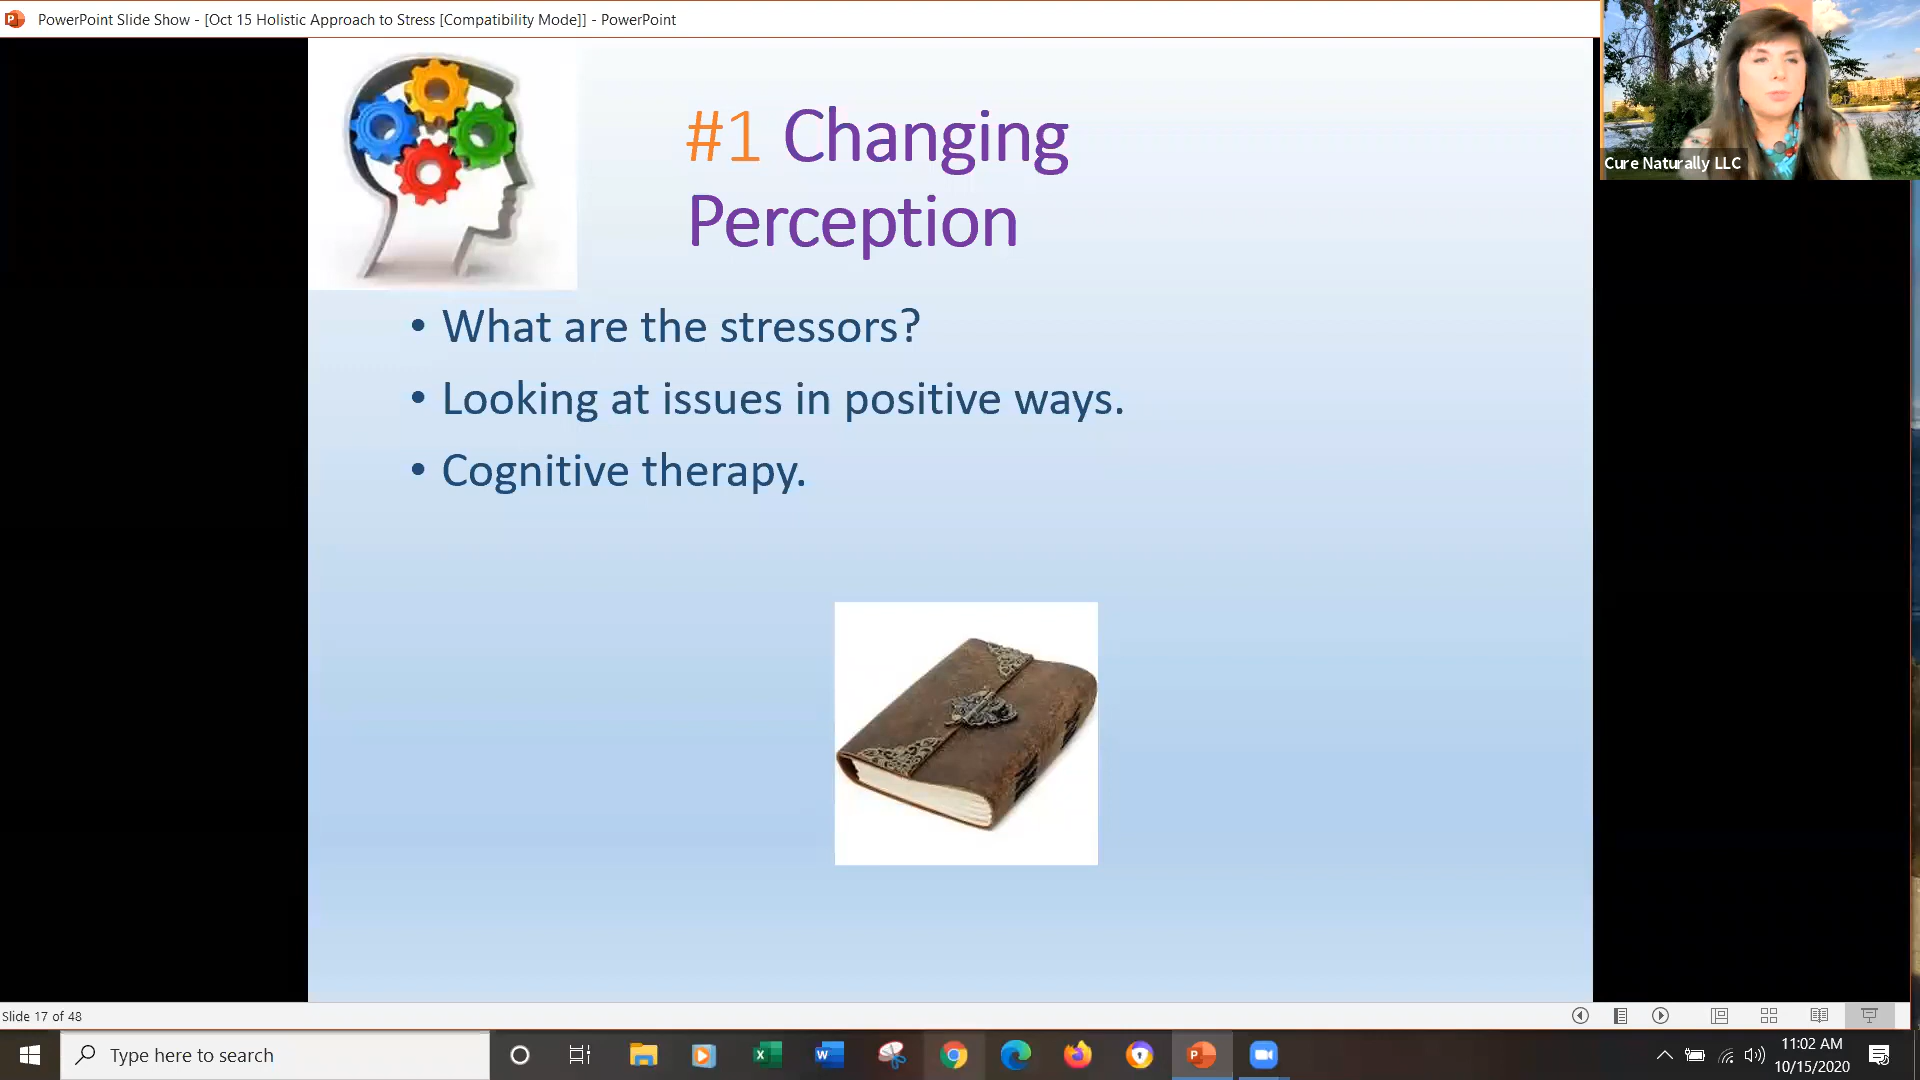 PowerPoint Slide Show - [Oct 15 Holistic Approach to Stress [Compatibility Mode]] - PowerPoint
Cure Naturally LLC
#1 Changing
Perception
• What are the stressors?
• Looking at issues in positive ways.
• Cognitive therapy.
Slide 17 of 48
Type here to search
11:02 AM
10/15/2020